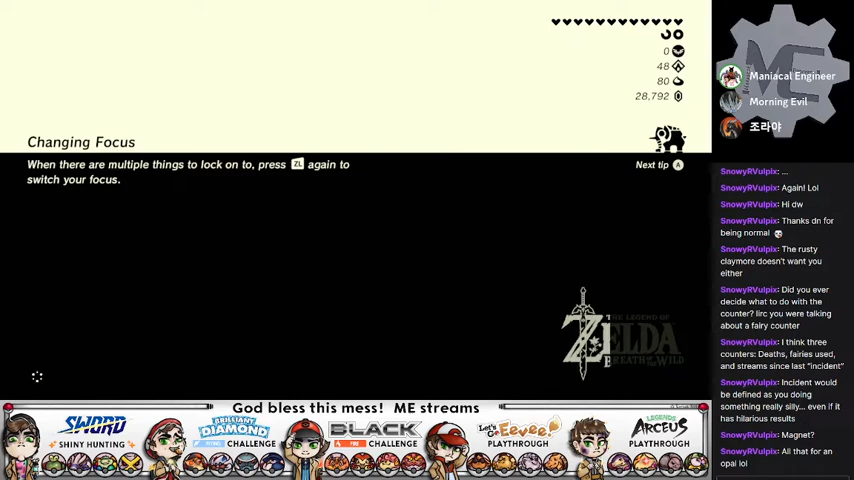 0
48
80
28,792
Changing Focus
When there are multiple things to lock on to, press ZL again to
switch your focus.
Next tip A
THE LEGEND OF
ZELDA
BREATH OF THE WILD
ME
Maniacal Engineer
Morning Evil
조라야
SnowyRVulpix: ...
SnowyRVulpix: Again! Lol
SnowyRVulpix: Hi dw
SnowyRVulpix: Thanks dn for
being normal
SnowyRVulpix: The rusty
claymore doesn't want you
either
SnowyRVulpix: Did you ever
decide what to do with the
counter? Iirc you were talking
about a fairy counter
SnowyRVulpix: I think three
counters: Deaths, fairies used,
and streams since last "incident"
SnowyRVulpix: Incident would
be defined as you doing
something really silly... even if it
has hilarious results
SnowyRVulpix: Magnet?
SnowyRVulpix: All that for an
opal lol
God bless this mess! ME streams
SWORD
SHINY HUNTING
BRILLIANT
DIAMOND
CHALLENGE
BLACK
FIRE CHALLENGE
Let's Go Eevee!
PLAYTHROUGH
LEGENDS
ARCEUS
PLAYTHROUGH